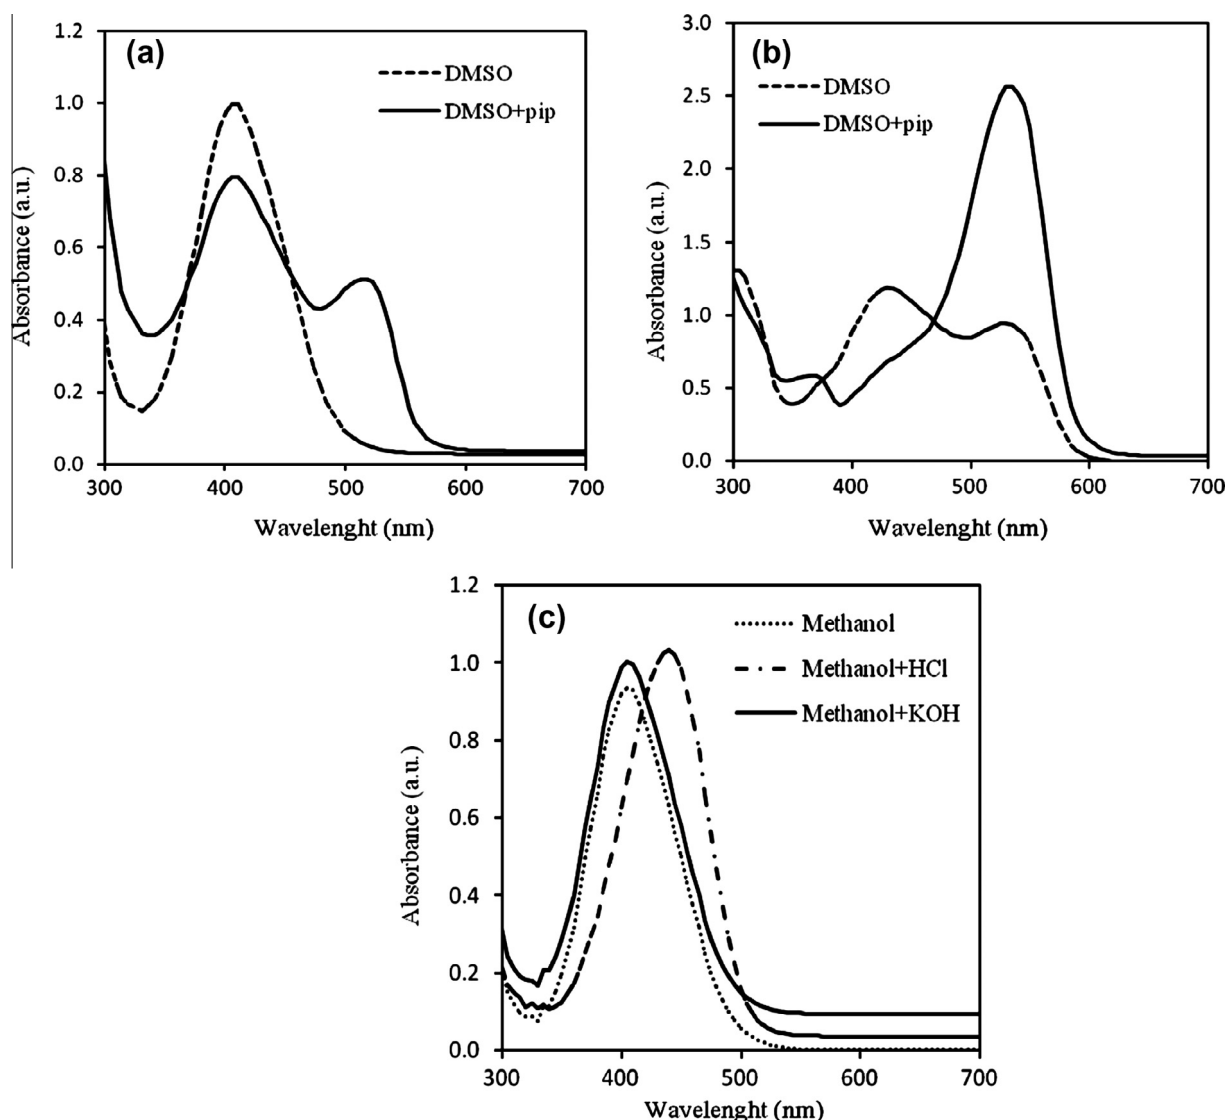 (a)
DMSO
DMSO+pip
1.2
1.0
0.8
0.6
0.4
0.2
0.0
300 400 500 600 700
Absorbance (a.u.)
Wavelenght (nm)
(b)
DMSO
DMSO+pip
3.0
2.5
2.0
1.5
1.0
0.5
0.0
300 400 500 600 700
Absorbance (a.u.)
Wavelenght (nm)
(c)
Methanol
Methanol+HCl
Methanol+KOH
1.2
1.0
0.8
0.6
0.4
0.2
0.0
300 400 500 600 700
Absorbance (a.u.)
Wavelenght (nm)